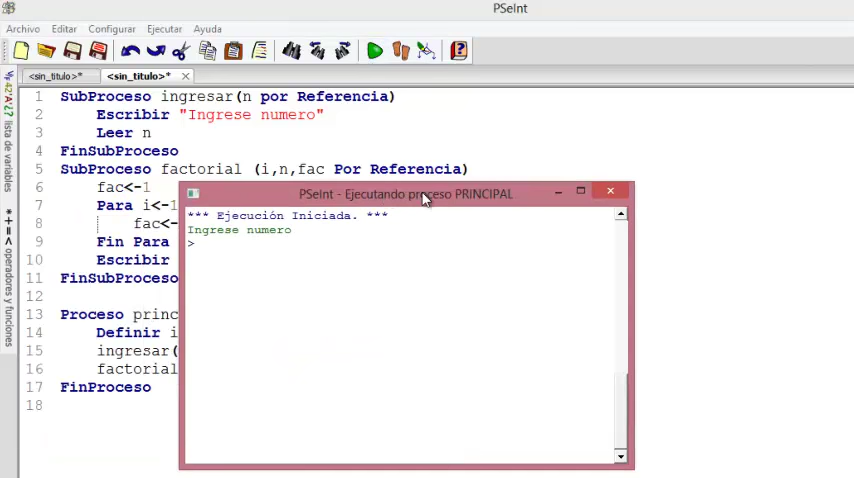 PSeInt
Archivo Editar Configurar Ejecutar Ayuda
<sin_titulo>* <sin_titulo>*
lista de variables
operadores y funciones
1 SubProceso ingresar(n por Referencia)
2 Escribir "Ingrese numero"
3 Leer n
4 FinSubProceso
5 SubProceso factorial (i,n,fac Por Referencia)
6 fac<-1
7 Para i<-1
8 fac<-
9 Fin Para
10 Escribir
11 FinSubProceso
12
13 Proceso princ
14 Definir i
15 ingresar(
16 factorial
17 FinProceso
18
PSeInt - Ejecutando proceso PRINCIPAL
*** Ejecución Iniciada. ***
Ingrese numero
>